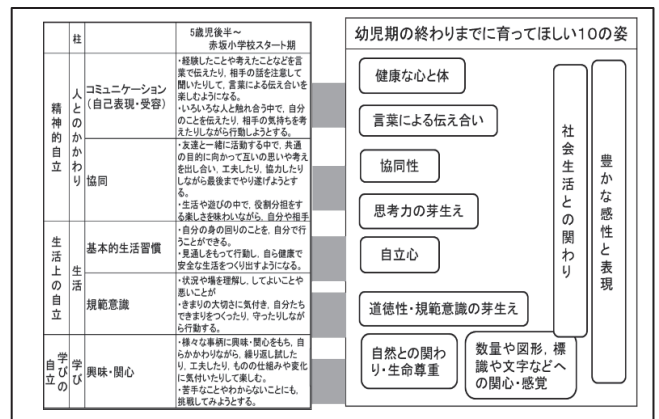 柱
5歳児後半～
赤坂小学校スタート期
精神的自立
人とのかかわり
コミュニケーション
(自己表現・受容)
・経験したことや考えたことなどを言
葉で伝えたり，相手の話を注意して
聞いたりして，言葉による伝え合いを
楽しむようになる。
・いろいろな人と触れ合う中で，自分
のことを伝えたり，相手の気持ちを考
えたりしながら行動しようとする。
協同
・友達と一緒に活動する中で，共通
の目的に向かって互いの思いや考え
を出し合い，工夫したり，協力したり
しながら最後までやり遂げようとす
る。
・生活や遊びの中で，役割分担をす
る楽しさを味わいながら，自分や相手
生活上の自立
生活
基本的生活習慣
・自分の身の回りのことを，自分で行
うことができる。
・見通しをもって行動し，自ら健康で
安全な生活をつくり出すようになる。
規範意識
・状況や場を理解し，してよいことや
悪いことが
・きまりの大切さに気付き，自分たち
できまりをつくったり，守ったりしなが
ら行動する。
学びの自立
学び
興味・関心
・様々な事柄に興味・関心をもち，自
らかかわりながら，繰り返し試した
り，工夫したり，ものの仕組みや変化
に気付いたりして楽しむ。
・苦手なことやわからないことにも，
挑戦してみようとする。
幼児期の終わりまでに育ってほしい10の姿
健康な心と体
言葉による伝え合い
協同性
思考力の芽生え
自立心
道徳性・規範意識の芽生え
自然との関わ
り・生命尊重
数量や図形，標
識や文字などへ
の関心・感覚
社会生活との関わり
豊かな感性と表現